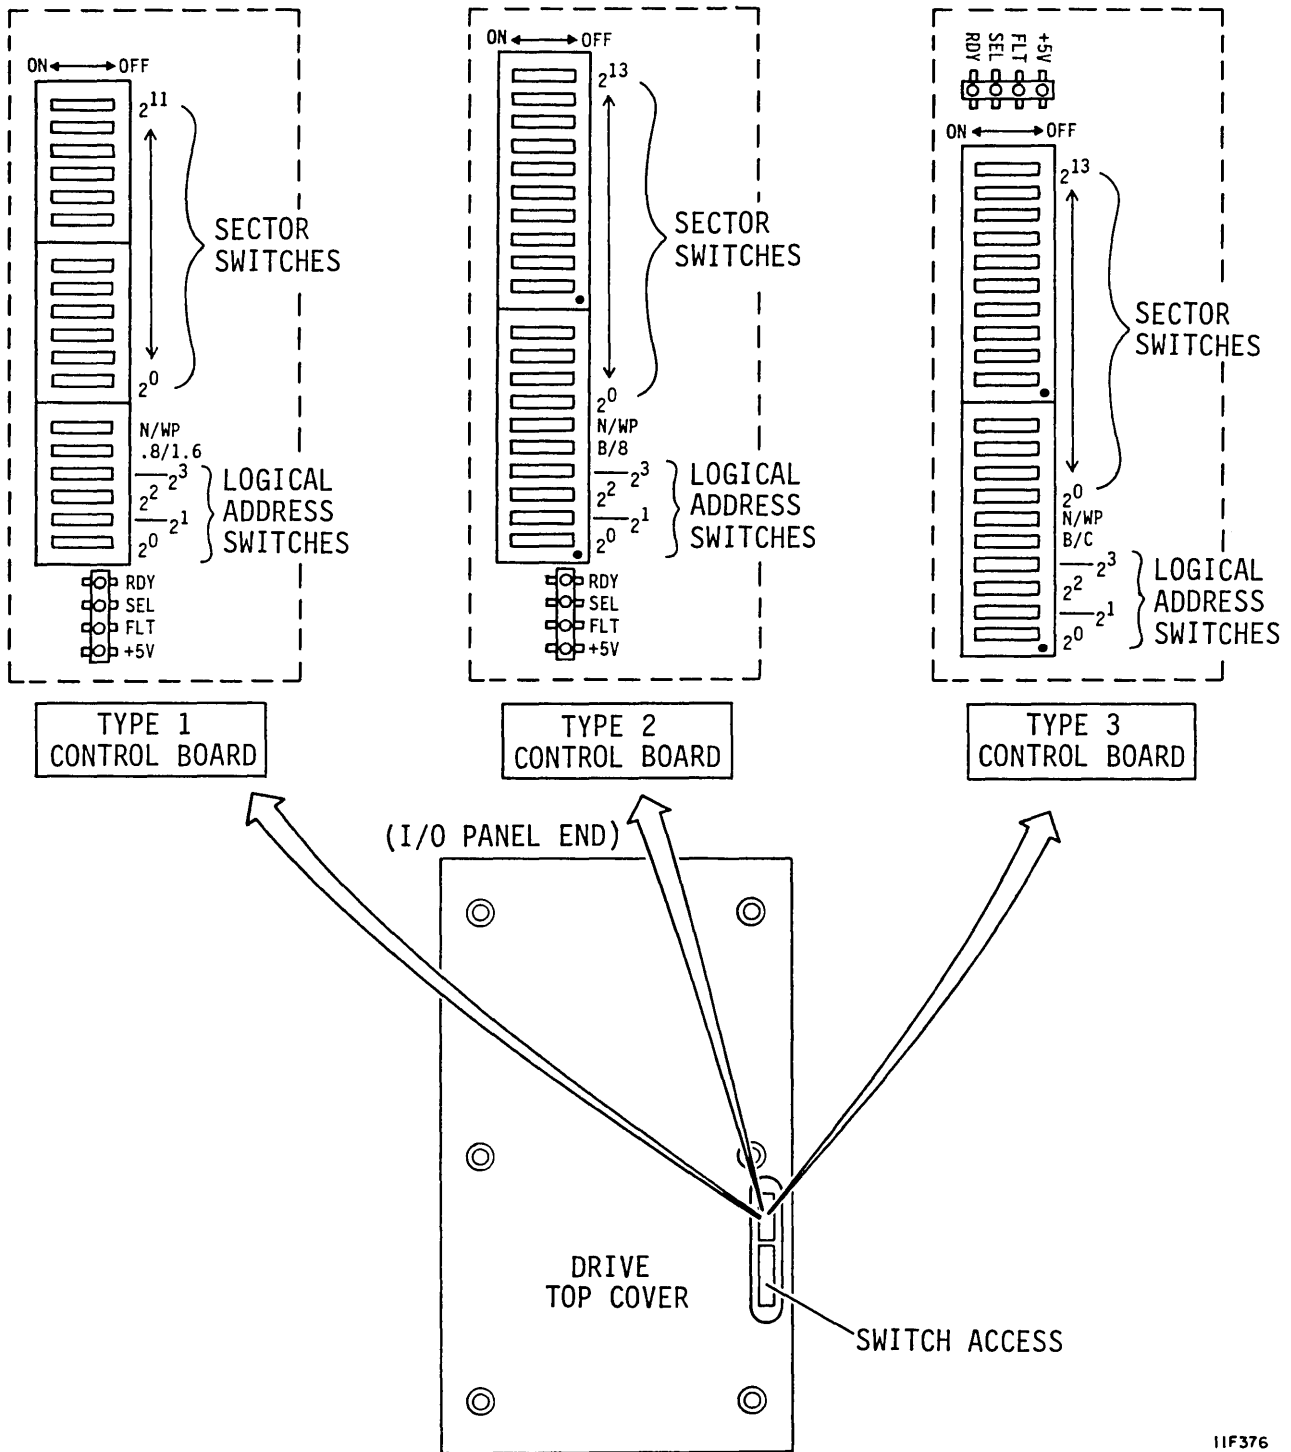 ON OFF
2^11
SECTOR
SWITCHES
2^0
N/WP
.8/1.6
2^3
2^2
2^1
2^0
LOGICAL
ADDRESS
SWITCHES
RDY
SEL
FLT
+5V
TYPE 1
CONTROL BOARD
ON OFF
2^13
SECTOR
SWITCHES
2^0
N/WP
B/8
2^3
2^2
2^1
2^0
LOGICAL
ADDRESS
SWITCHES
RDY
SEL
FLT
+5V
TYPE 2
CONTROL BOARD
RDY
SEL
FLT
+5V
ON OFF
2^13
SECTOR
SWITCHES
2^0
N/WP
B/C
2^3
2^2
2^1
2^0
LOGICAL
ADDRESS
SWITCHES
TYPE 3
CONTROL BOARD
(I/O PANEL END)
DRIVE
TOP COVER
SWITCH ACCESS
11F376